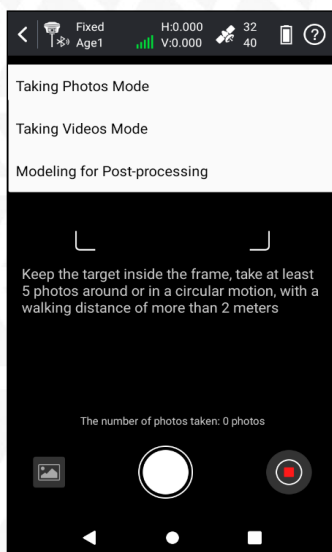 Fixed H:0.000 32
Age1 V:0.000 40
Taking Photos Mode
Taking Videos Mode
Modeling for Post-processing
Keep the target inside the frame, take at least
5 photos around or in a circular motion, with a
walking distance of more than 2 meters
The number of photos taken: 0 photos